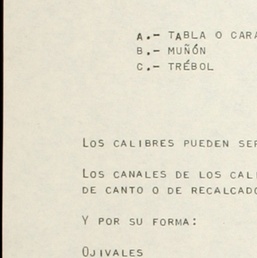 A.- TABLA O CARA
B.- MUÑÓN
C.- TRÉBOL
LOS CALIBRES PUEDEN SER
LOS CANALES DE LOS CALI
DE CANTO O DE RECALCADO
Y POR SU FORMA:
OJIVALES